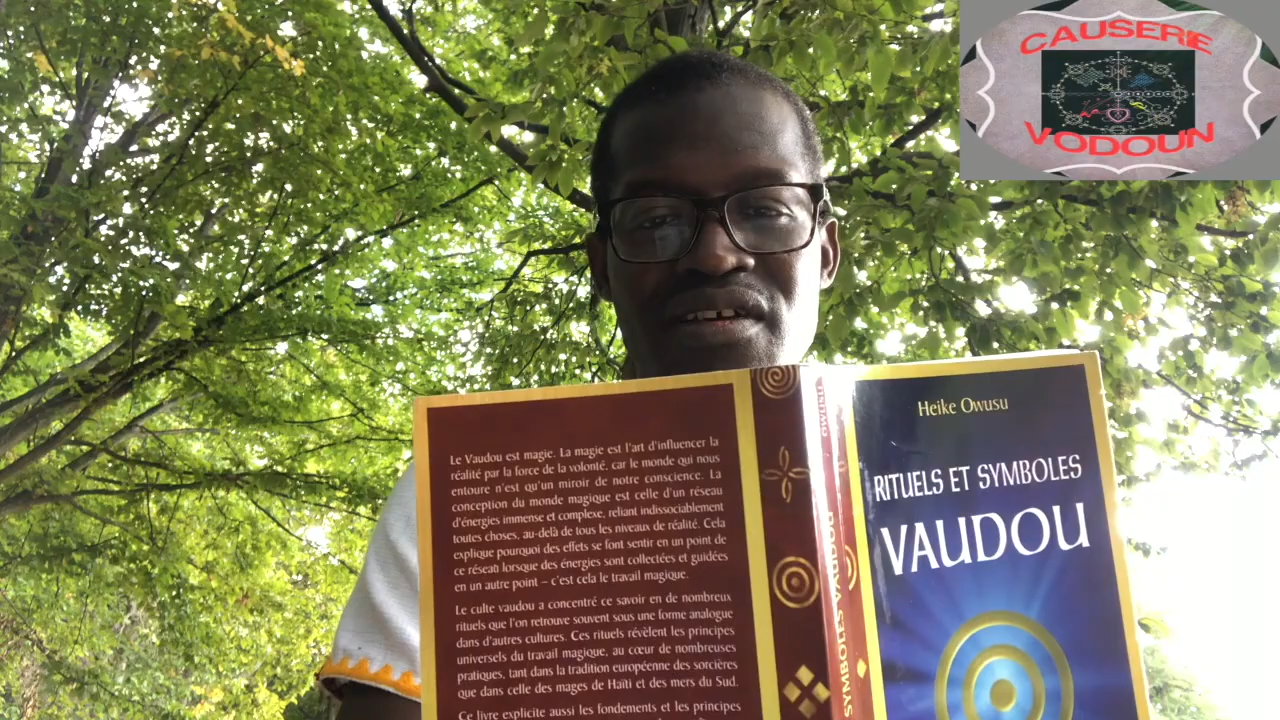 CAUSERIE
VODOUN
Le Vaudou est magie. La magie est l'art d'influencer la
réalité par la force de la volonté, car le monde qui nous
entoure n'est qu'un miroir de notre conscience. La
conception du monde magique est celle d'un réseau
d'énergies immense et complexe, reliant indissociablement
toutes choses, au-delà de tous les niveaux de réalité. Cela
explique pourquoi des effets se font sentir en un point de
ce réseau lorsque des énergies sont collectées et guidées
en un autre point – c'est cela le travail magique.
Le culte vaudou a concentré ce savoir en de nombreux
rituels que l'on retrouve souvent sous une forme analogue
dans d'autres cultures. Ces rituels révèlent les principes
universels du travail magique, au cœur de nombreuses
pratiques, tant dans la tradition européenne des sorcières
que dans celle des mages de Haïti et des mers du Sud.
Ce livre explicite aussi les fondements et les principes
OWUSU
SYMBOLES VAUDOU
Heike Owusu
RITUELS ET SYMBOLES
VAUDOU